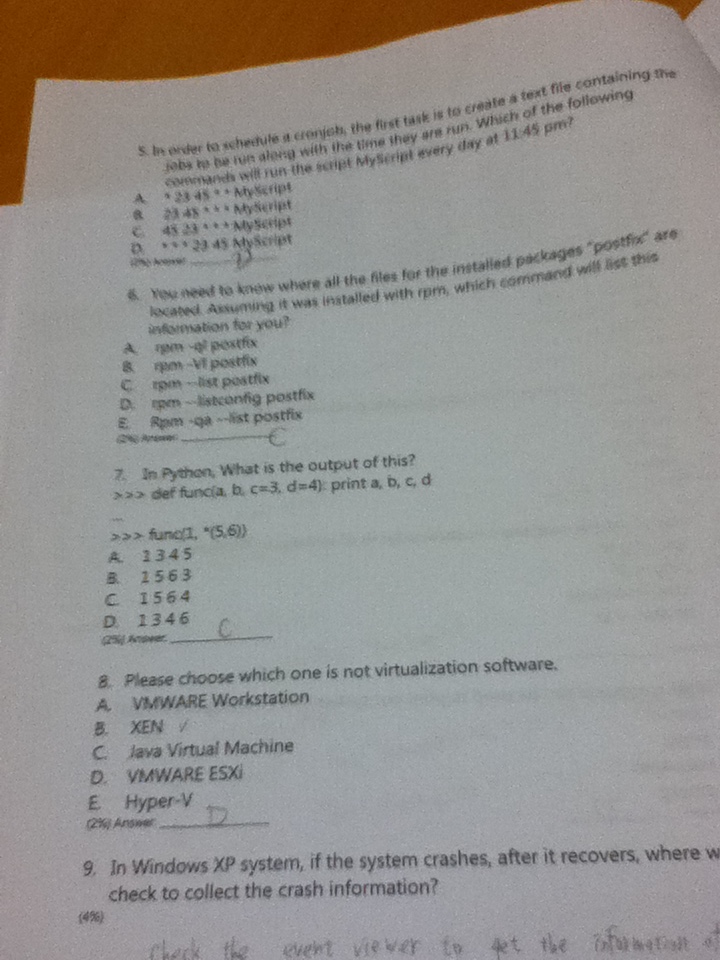 5. In order to schedule a cronjob, the first task is to create a text file containing the
jobs to be run along with the time they are run. Which of the following
commands will run the script MyScript every day at 11:45 pm?
A. * 23 45 * * MyScript
B. 23 45 * * * MyScript
C. 45 23 * * * MyScript
D. * * * 23 45 MyScript
(2%) Answer: D
6. You need to know where all the files for the installed packages "postfix" are
located. Assuming it was installed with rpm, which command will list this
information for you?
A. rpm -ql postfix
B. rpm -Vl postfix
C. rpm --list postfix
D. rpm --listconfig postfix
E. Rpm -qa --list postfix
(2%) Answer: C
7. In Python, What is the output of this?
>>> def func(a, b, c=3, d=4): print a, b, c, d
...
>>> func(1, *(5,6))
A. 1 3 4 5
B. 1 5 6 3
C. 1 5 6 4
D. 1 3 4 6
(2%) Answer: C
8. Please choose which one is not virtualization software.
A. VMWARE Workstation
B. XEN ✓
C. Java Virtual Machine
D. VMWARE ESXi
E. Hyper-V
(2%) Answer: D
9. In Windows XP system, if the system crashes, after it recovers, where w
check to collect the crash information?
(4%)
Check the event viewer to get the information of